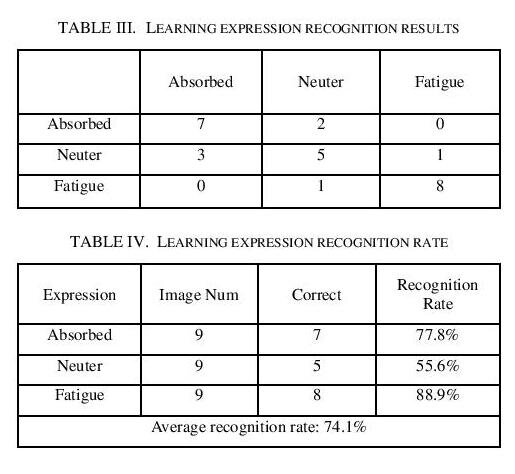 TABLE III. LEARNING EXPRESSION RECOGNITION RESULTS
Absorbed Neuter Fatigue
Absorbed 7 2 0
Neuter 3 5 1
Fatigue 0 1 8
TABLE IV. LEARNING EXPRESSION RECOGNITION RATE
Expression Image Num Correct Recognition Rate
Absorbed 9 7 77.8%
Neuter 9 5 55.6%
Fatigue 9 8 88.9%
Average recognition rate: 74.1%